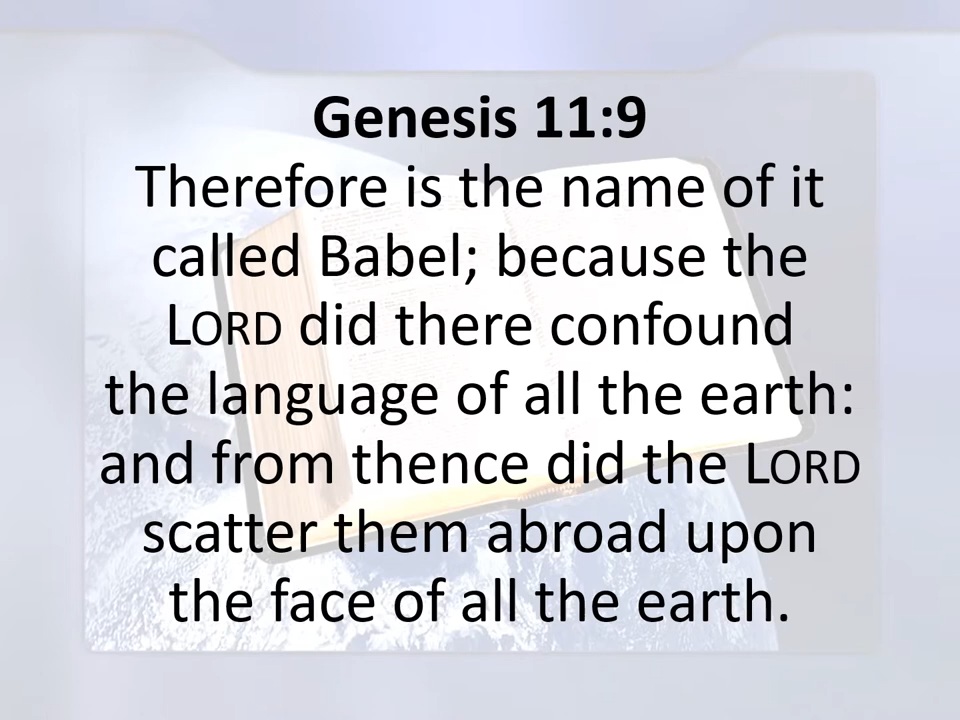 Genesis 11:9
Therefore is the name of it
called Babel; because the
LORD did there confound
the language of all the earth:
and from thence did the LORD
scatter them abroad upon
the face of all the earth.